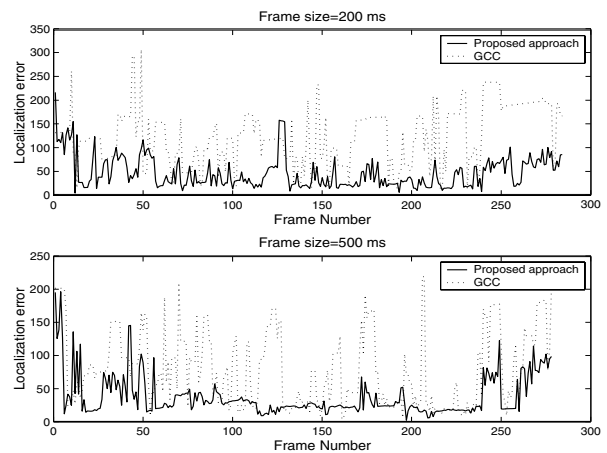 Frame size=200 ms
350
300
250
200
150
100
50
0
Localization error
Proposed approach
GCC
0 50 100 150 200 250 300
Frame Number
Frame size=500 ms
250
200
150
100
50
0
Localization error
Proposed approach
GCC
0 50 100 150 200 250 300
Frame Number